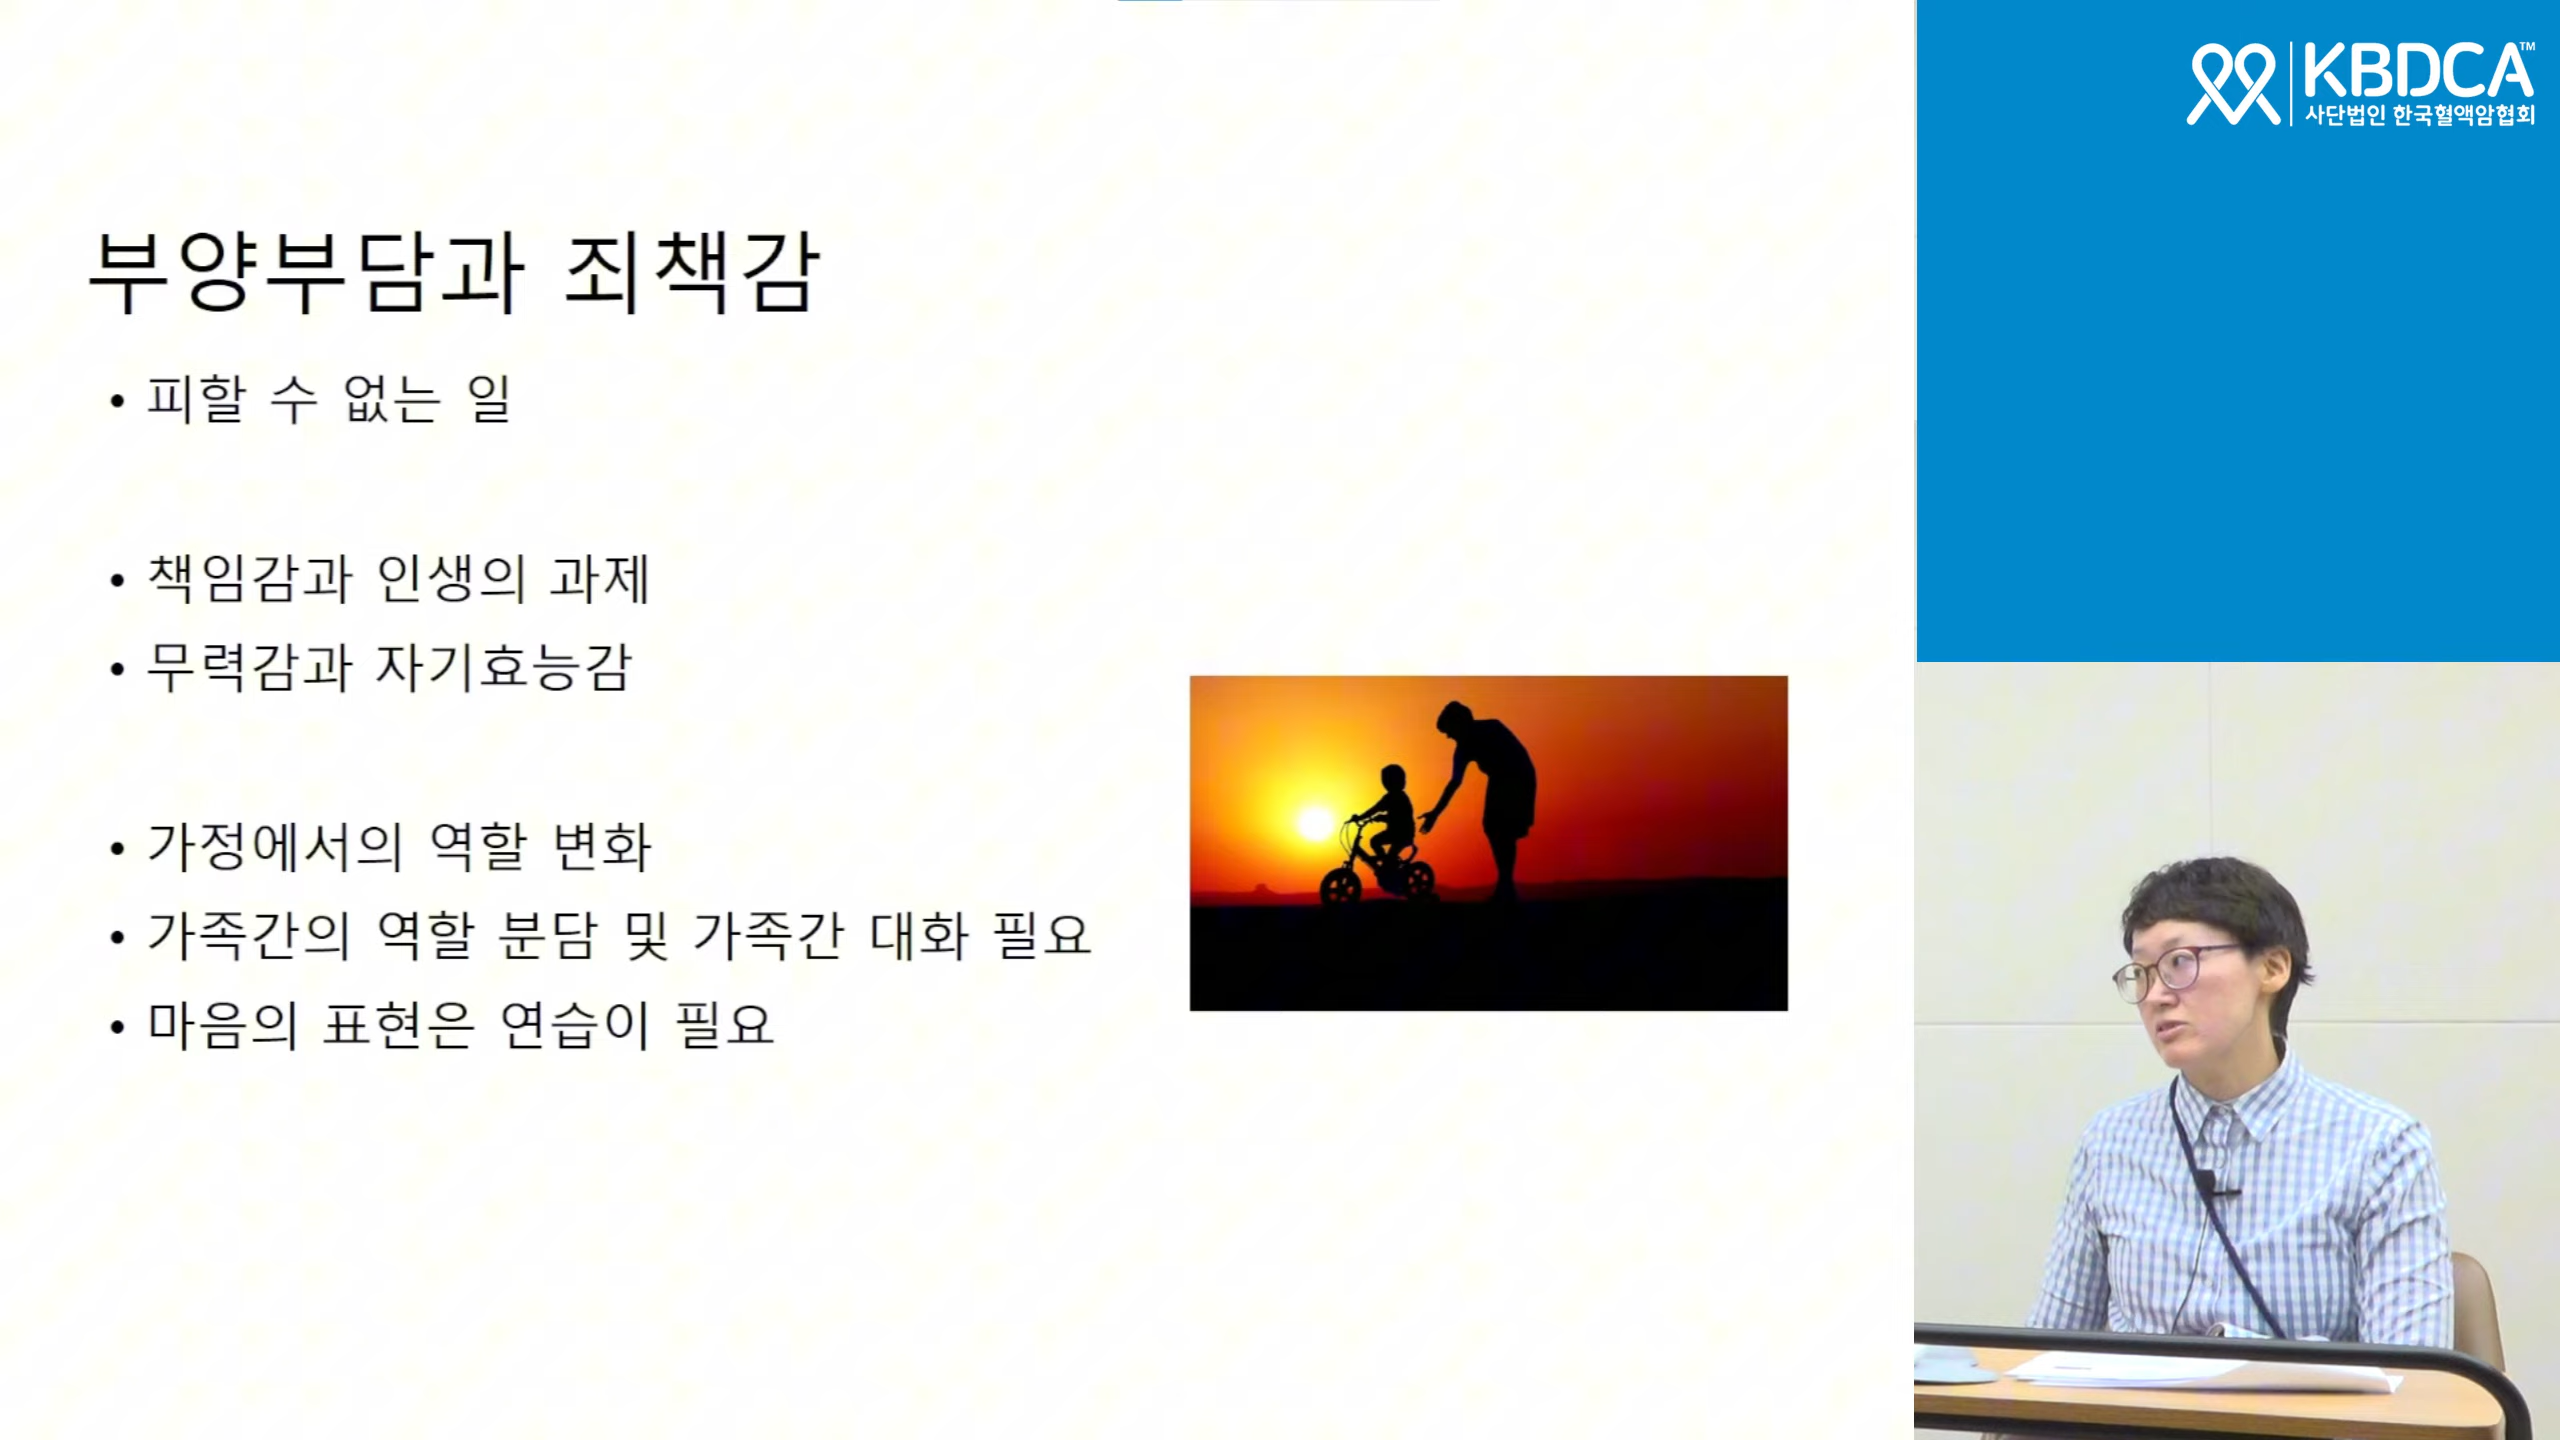 부양부담과 죄책감
• 피할 수 없는 일
• 책임감과 인생의 과제
• 무력감과 자기효능감
• 가정에서의 역할 변화
• 가족간의 역할 분담 및 가족간 대화 필요
• 마음의 표현은 연습이 필요
KBDCA™
사단법인 한국혈액암협회